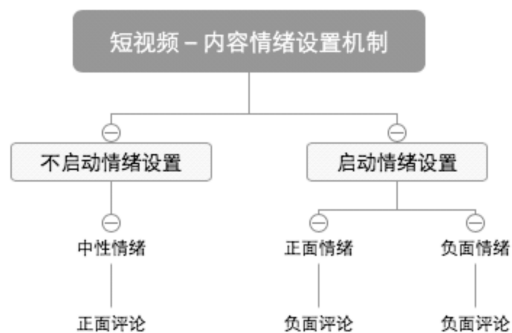 短视频 – 内容情绪设置机制
不启动情绪设置
启动情绪设置
中性情绪
正面情绪
负面情绪
正面评论
负面评论
负面评论